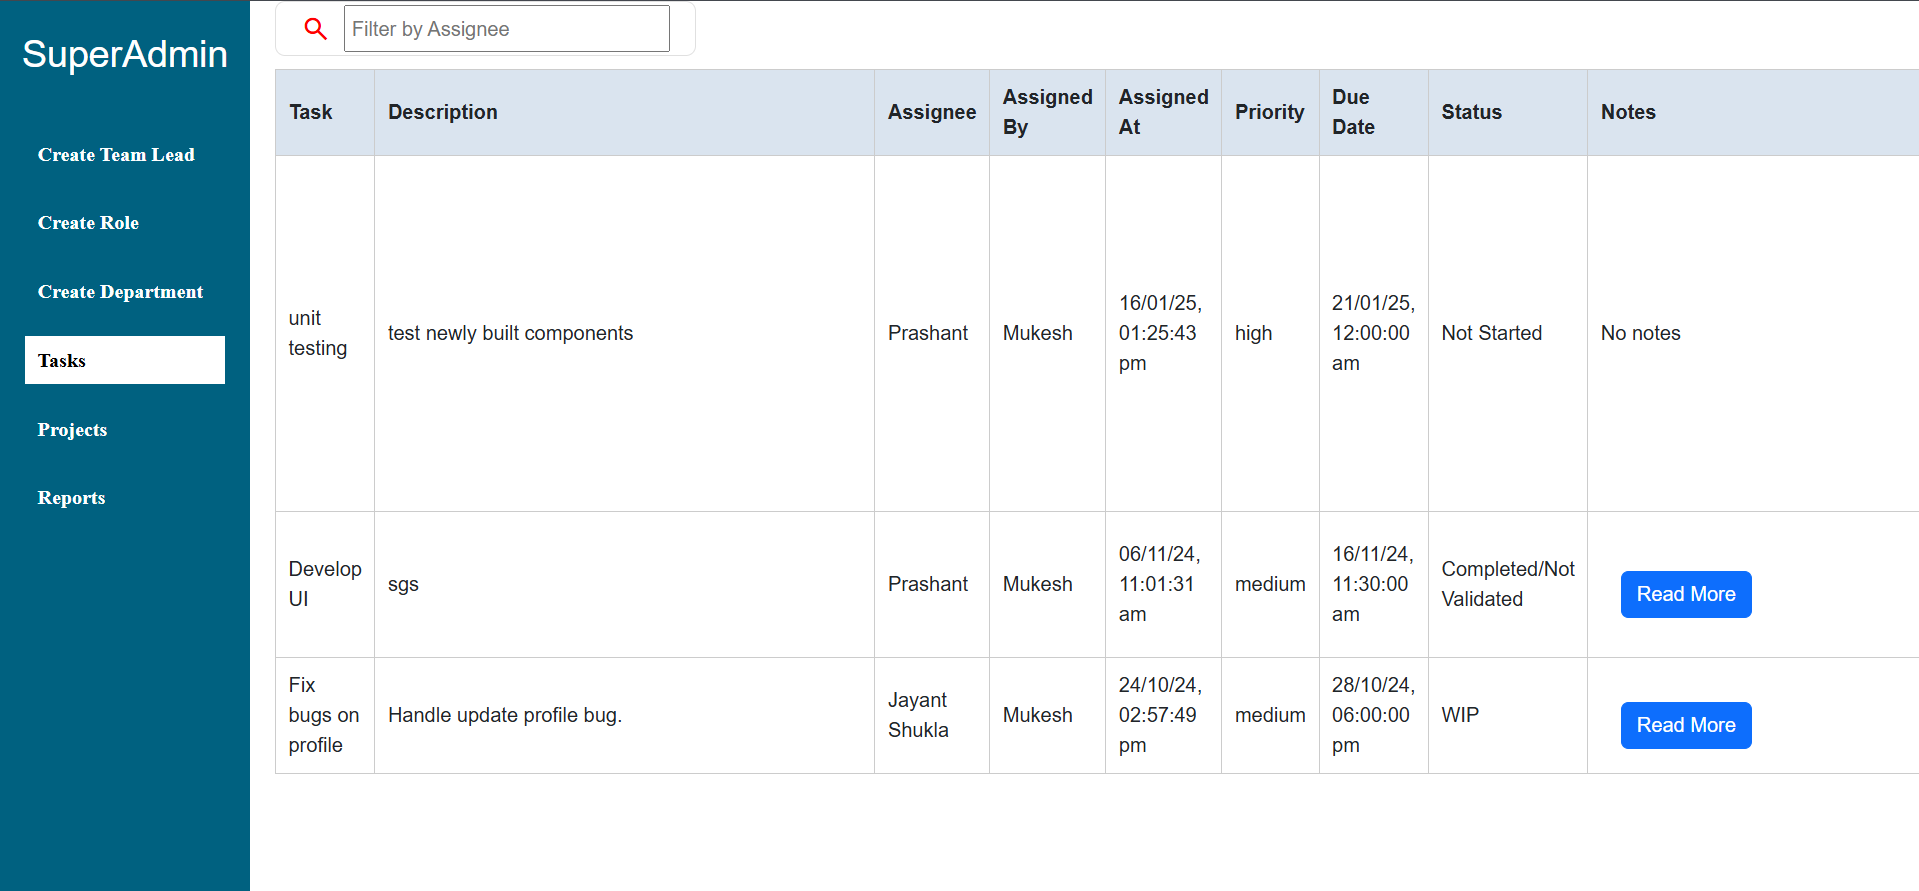 SuperAdmin
Create Team Lead
Create Role
Create Department
Tasks
Projects
Reports
Filter by Assignee
Task
Description
Assignee
Assigned
By
Assigned
At
Priority
Due
Date
Status
Notes
unit
testing
test newly built components
Prashant
Mukesh
16/01/25,
01:25:43
pm
high
21/01/25,
12:00:00
am
Not Started
No notes
Develop
UI
sgs
Prashant
Mukesh
06/11/24,
11:01:31
am
medium
16/11/24,
11:30:00
am
Completed/Not
Validated
Read More
Fix
bugs on
profile
Handle update profile bug.
Jayant
Shukla
Mukesh
24/10/24,
02:57:49
pm
medium
28/10/24,
06:00:00
pm
WIP
Read More